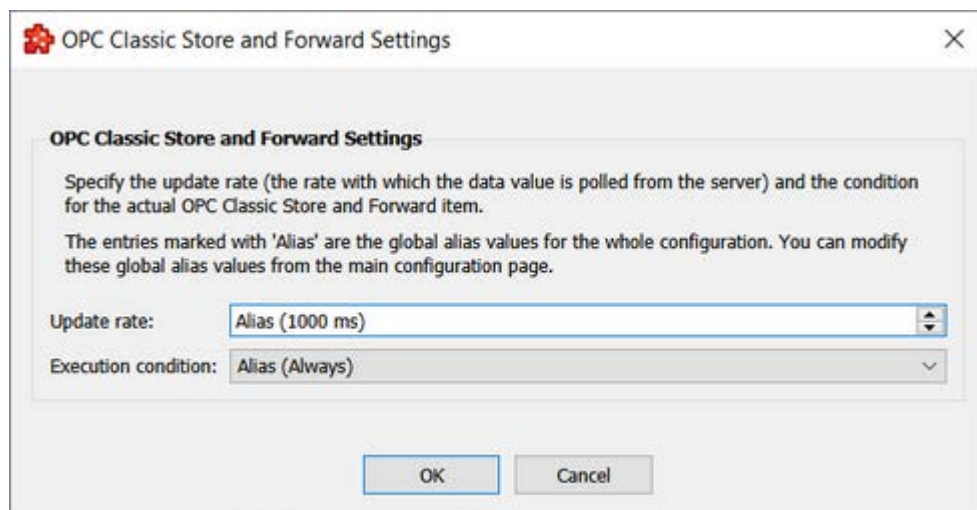 OPC Classic Store and Forward Settings
OPC Classic Store and Forward Settings
Specify the update rate (the rate with which the data value is polled from the server) and the condition
for the actual OPC Classic Store and Forward item.
The entries marked with 'Alias' are the global alias values for the whole configuration. You can modify
these global alias values from the main configuration page.
Update rate: Alias (1000 ms)
Execution condition: Alias (Always)
OK Cancel